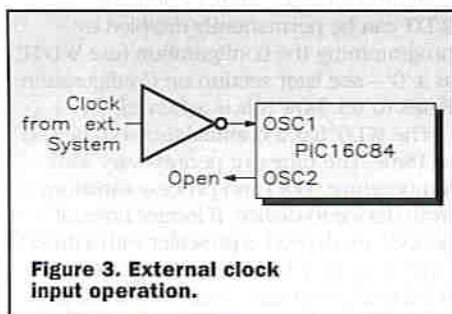 Clock
from ext.
System
OSC1
PIC16C84
Open
OSC2
Figure 3. External clock
input operation.